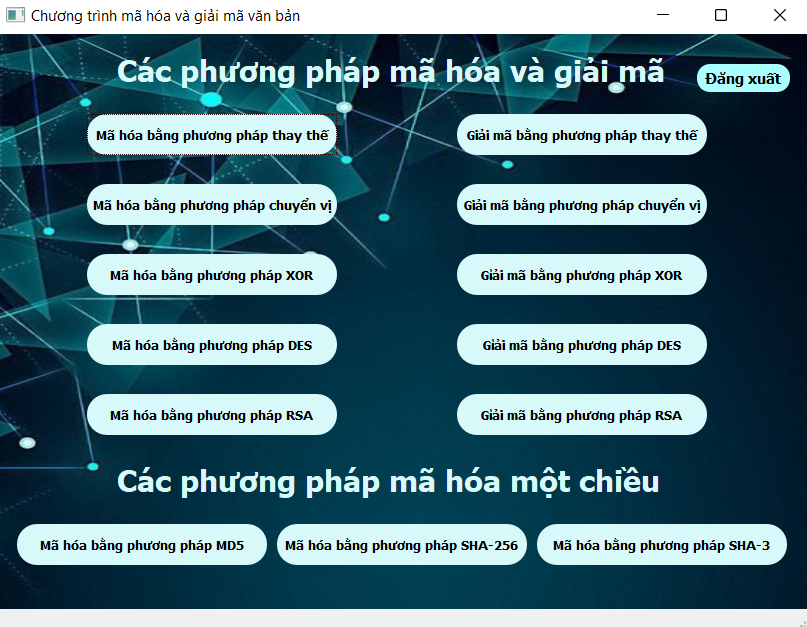 Chương trình mã hóa và giải mã văn bản
Các phương pháp mã hóa và giải mã
Đăng xuất
Mã hóa bằng phương pháp thay thế
Giải mã bằng phương pháp thay thế
Mã hóa bằng phương pháp chuyển vị
Giải mã bằng phương pháp chuyển vị
Mã hóa bằng phương pháp XOR
Giải mã bằng phương pháp XOR
Mã hóa bằng phương pháp DES
Giải mã bằng phương pháp DES
Mã hóa bằng phương pháp RSA
Giải mã bằng phương pháp RSA
Các phương pháp mã hóa một chiều
Mã hóa bằng phương pháp MD5
Mã hóa bằng phương pháp SHA-256
Mã hóa bằng phương pháp SHA-3